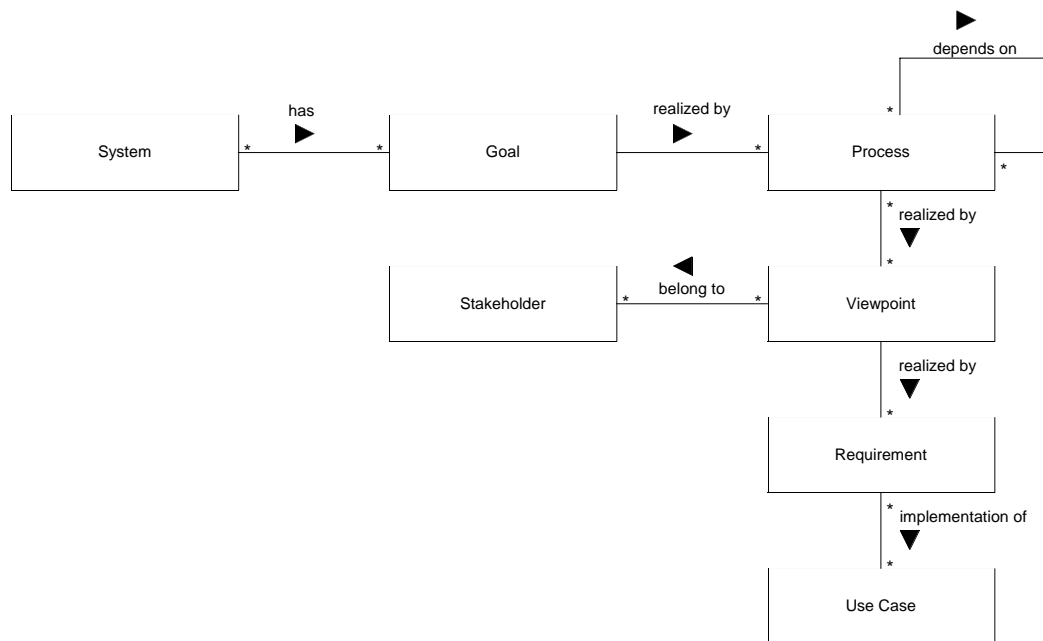 depends on
has
realized by
*
System
* *
Goal
*
Process
*
*
realized by
*
belong to
Stakeholder
* *
Viewpoint
realized by
*
Requirement
*
implementation of
*
Use Case